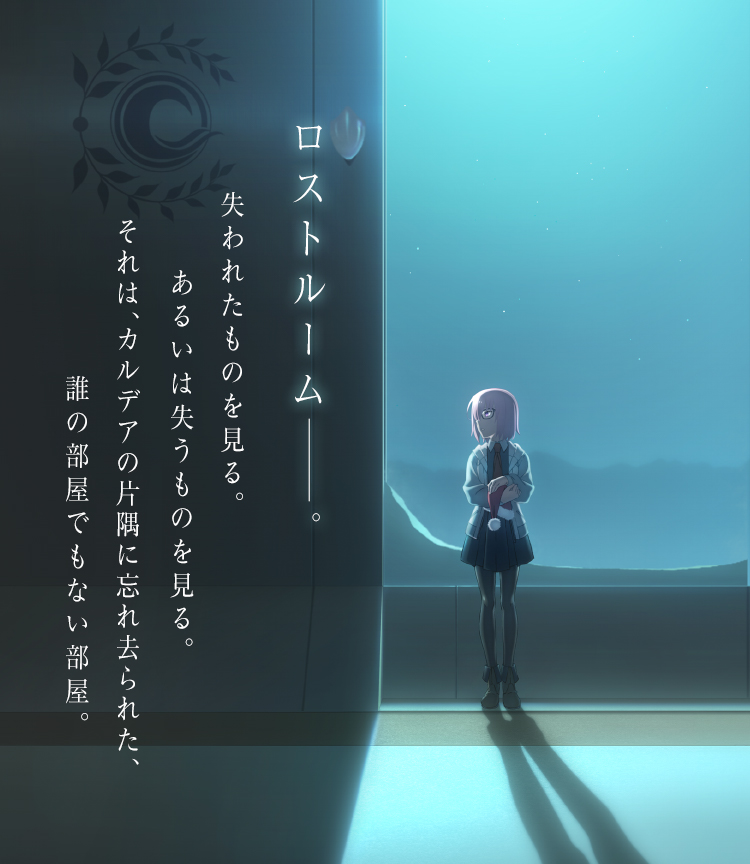 ロストルーム――。
失われたものを見る。
あるいは失うものを見る。
それは、カルデアの片隅に忘れ去られた、
誰の部屋でもない部屋。